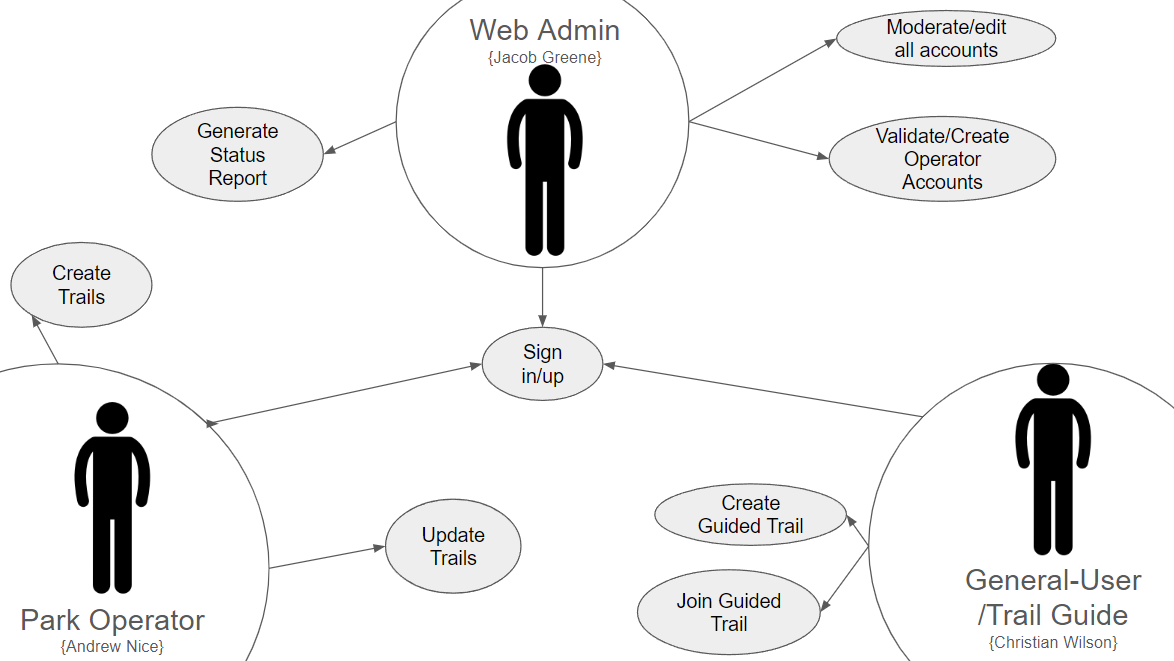 Web Admin
{Jacob Greene}
Moderate/edit
all accounts
Generate
Status
Report
Validate/Create
Operator
Accounts
Create
Trails
Sign
in/up
Create
Guided Trail
Update
Trails
Join Guided
Trail
General-User
/Trail Guide
{Christian Wilson}
Park Operator
{Andrew Nice}